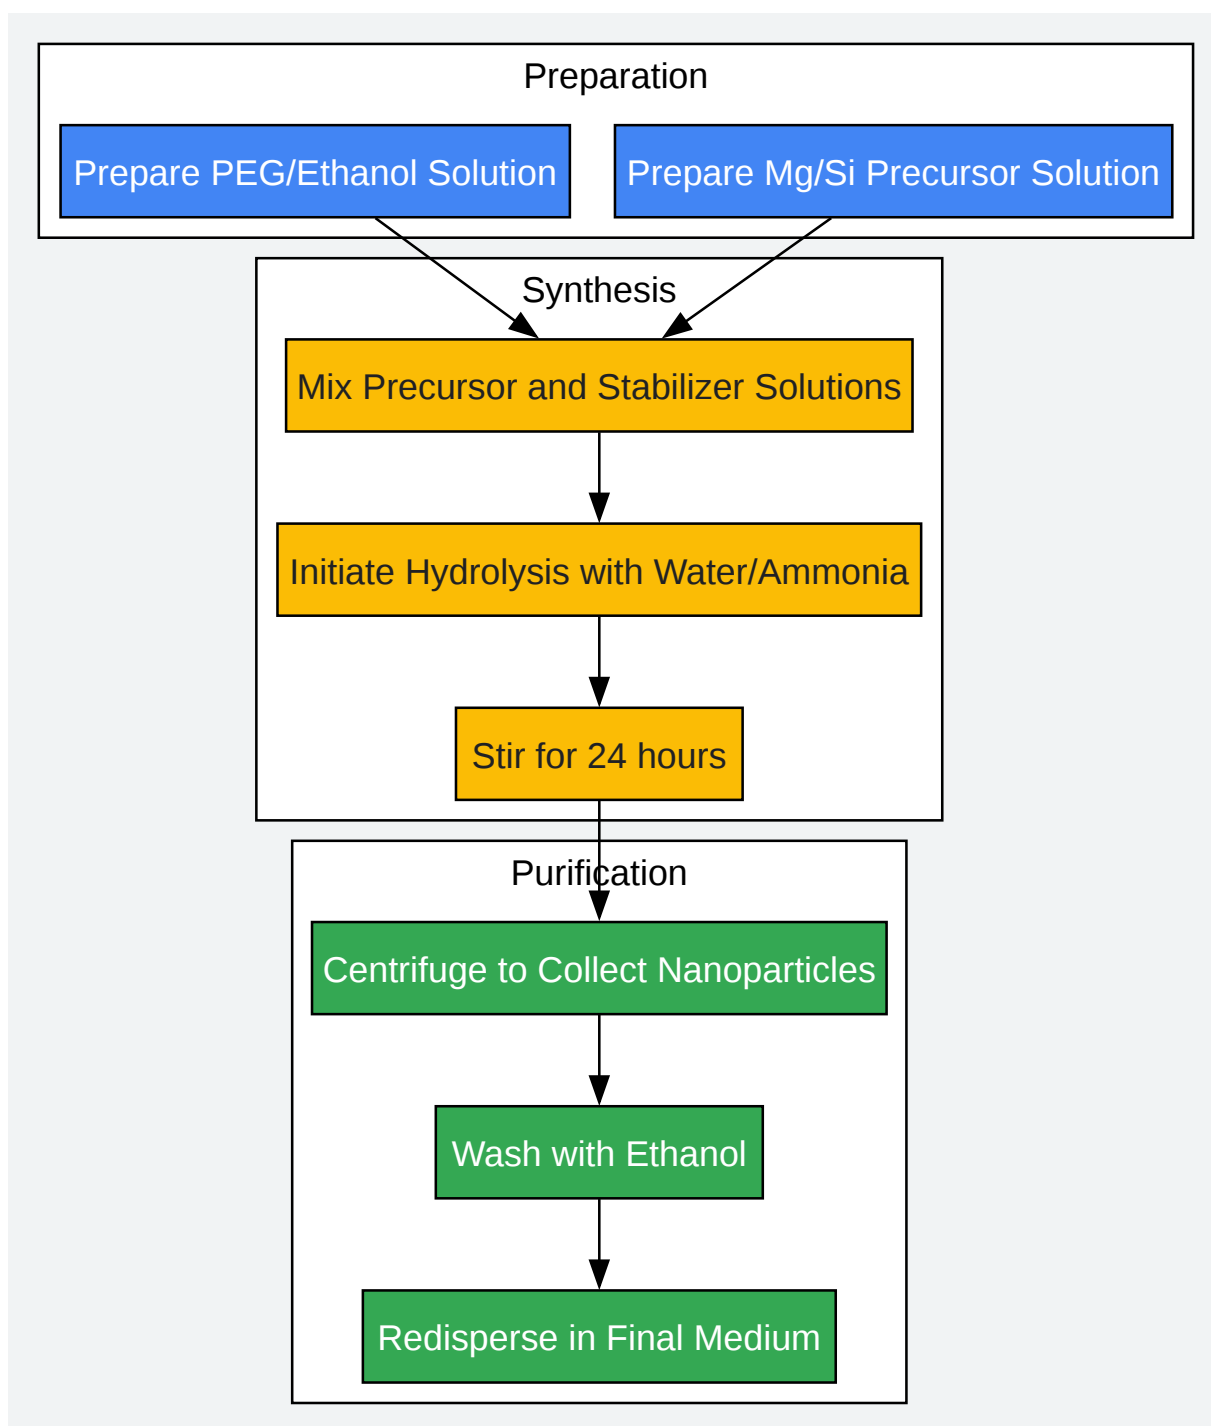 Preparation
Prepare PEG/Ethanol Solution
Prepare Mg/Si Precursor Solution
Synthesis
Mix Precursor and Stabilizer Solutions
Initiate Hydrolysis with Water/Ammonia
Stir for 24 hours
Purification
Centrifuge to Collect Nanoparticles
Wash with Ethanol
Redisperse in Final Medium